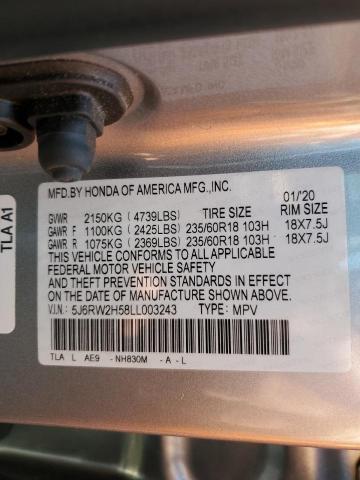 MFD.BY HONDA OF AMERICA MFG.,INC.
01/'20
GVWR 2150KG (4739LBS) TIRE SIZE RIM SIZE
GAWR F 1100KG (2425LBS) 235/60R18 103H 18X7.5J
GAWR R 1075KG (2369LBS) 235/60R18 103H 18X7.5J
THIS VEHICLE CONFORMS TO ALL APPLICABLE
FEDERAL MOTOR VEHICLE SAFETY
AND THEFT PREVENTION STANDARDS IN EFFECT ON
THE DATE OF MANUFACTURE SHOWN ABOVE.
V.I.N.: 5J6RW2H58LL003243 TYPE: MPV
TLA L AE9 -NH830M -A-L
TLA A1